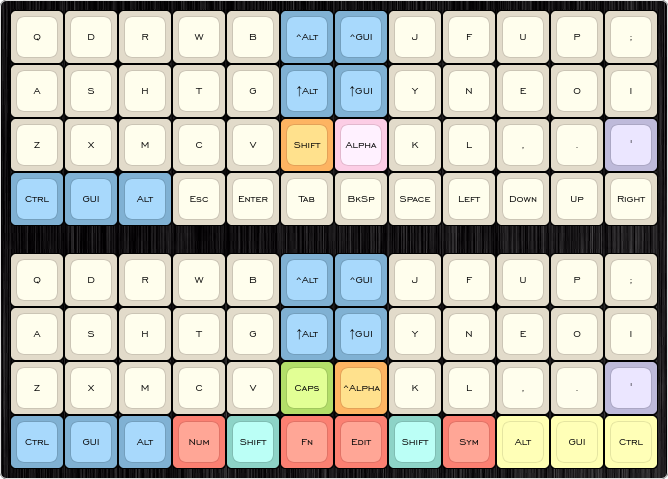 Q D R W B ^Alt ^GUI J F U P ;
A S H T G ↑Alt ↑GUI Y N E O I
Z X M C V Shift Alpha K L , . '
Ctrl GUI Alt Esc Enter Tab BkSp Space Left Down Up Right
Q D R W B ^Alt ^GUI J F U P ;
A S H T G ↑Alt ↑GUI Y N E O I
Z X M C V Caps ^Alpha K L , . '
Ctrl GUI Alt Num Shift Fn Edit Shift Sym Alt GUI Ctrl